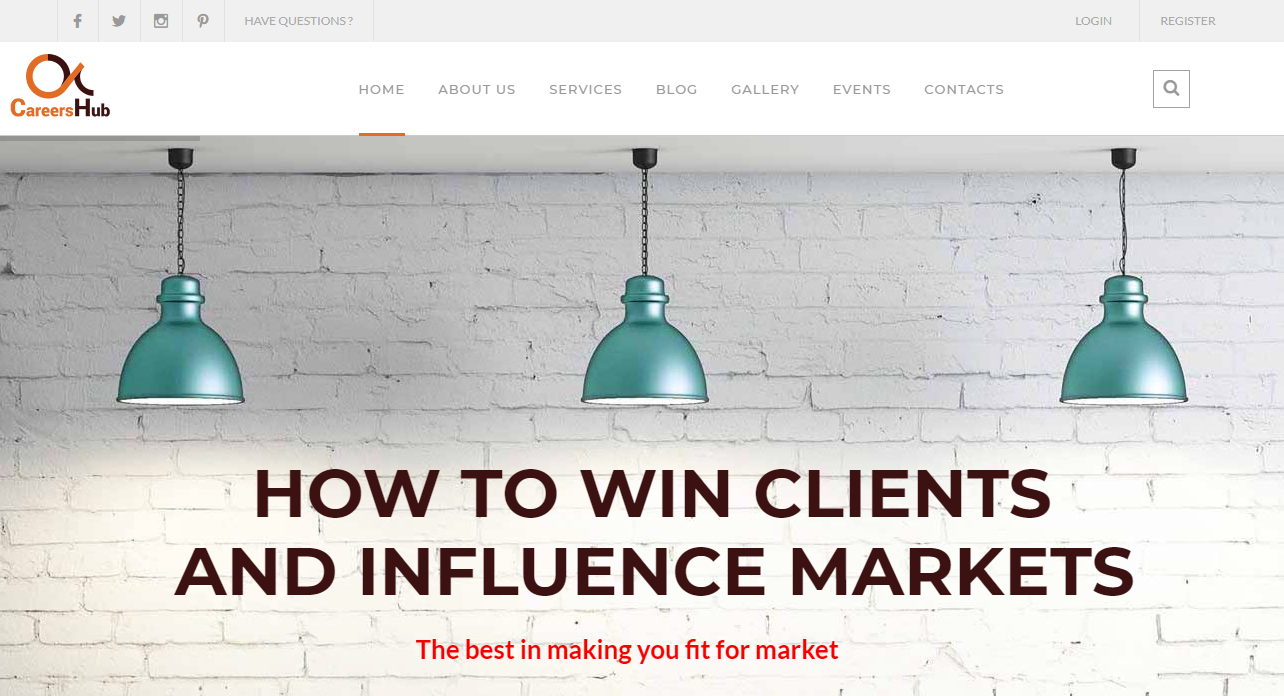 HAVE QUESTIONS ?
LOGIN
REGISTER
CareersHub
HOME
ABOUT US
SERVICES
BLOG
GALLERY
EVENTS
CONTACTS
HOW TO WIN CLIENTS
AND INFLUENCE MARKETS
The best in making you fit for market